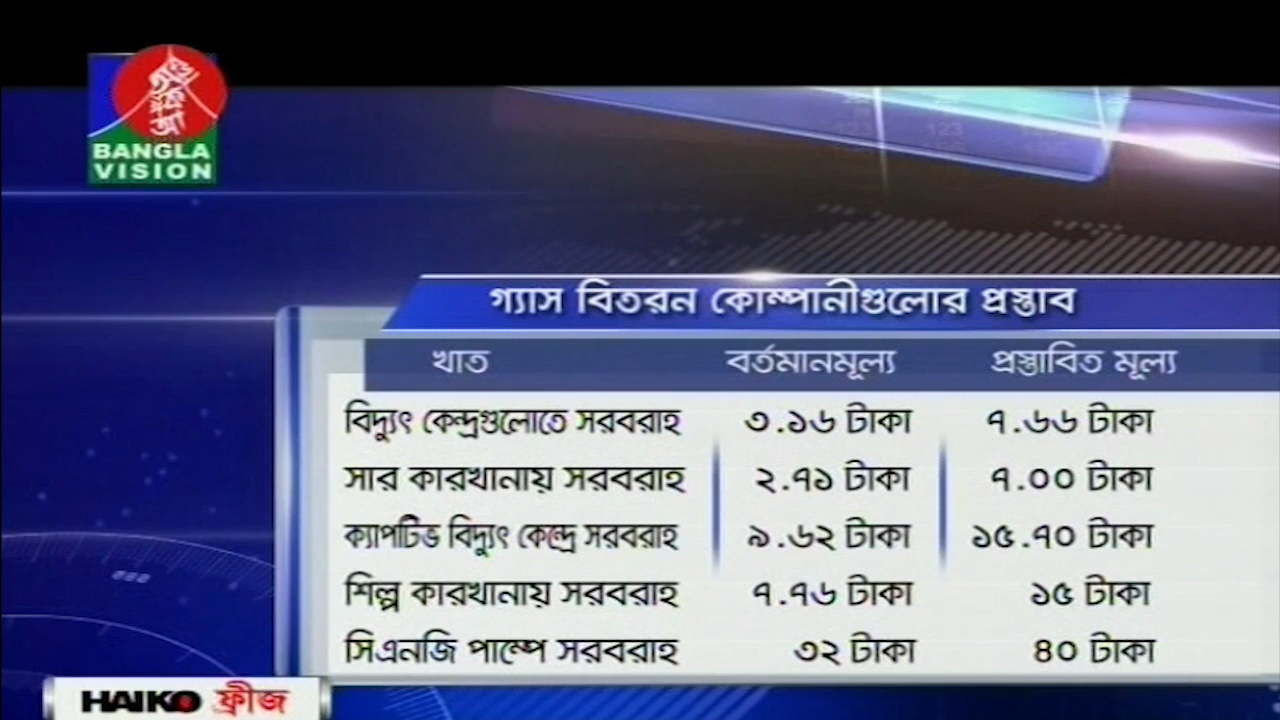 BANGLA
VISION
গ্যাস বিতরন কোম্পানীগুলোর প্রস্তাব
খাত বর্তমানমূল্য প্রস্তাবিত মূল্য
বিদ্যুৎ কেন্দ্রগুলোতে সরবরাহ ৩.১৬ টাকা ৭.৬৬ টাকা
সার কারখানায় সরবরাহ ২.৭১ টাকা ৭.০০ টাকা
ক্যাপটিভ বিদ্যুৎ কেন্দ্রে সরবরাহ ৯.৬২ টাকা ১৫.৭০ টাকা
শিল্প কারখানায় সরবরাহ ৭.৭৬ টাকা ১৫ টাকা
সিএনজি পাম্পে সরবরাহ ৩২ টাকা ৪০ টাকা
HAIKO ফ্রীজ